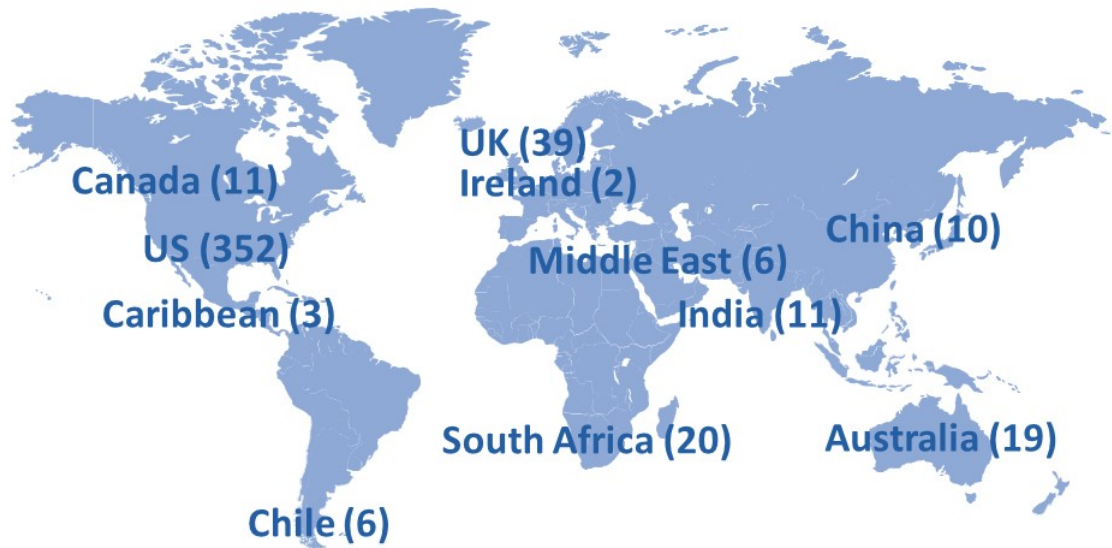 UK (39)
Canada (11)
Ireland (2)
China (10)
US (352)
Middle East (6)
Caribbean (3)
India (11)
South Africa (20)
Australia (19)
Chile (6)